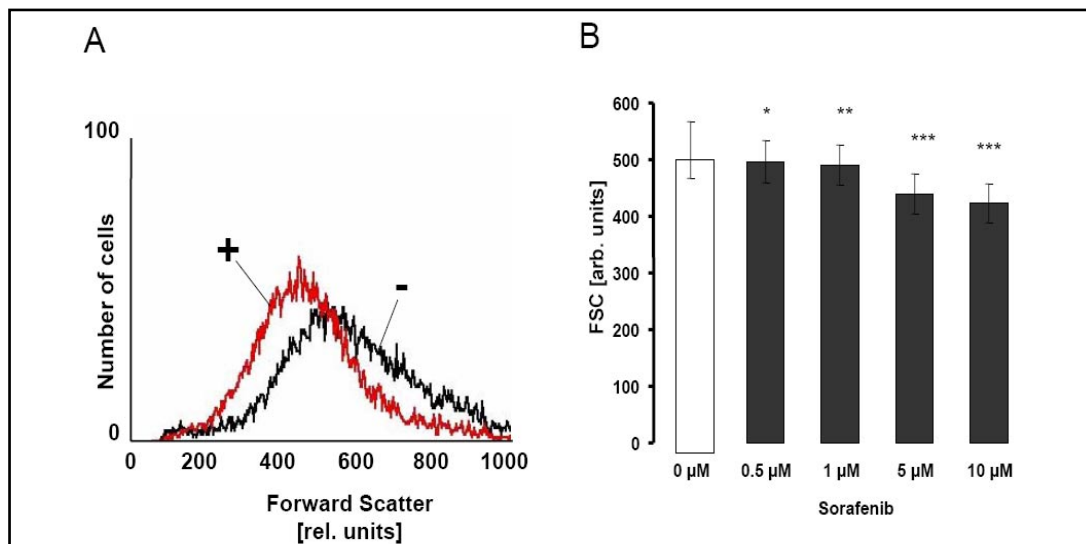 A
100
Number of cells
+
-
0
0 200 400 600 800 1000
Forward Scatter
[rel. units]
B
FSC [arb. units]
600
500
400
300
200
100
0
* ** *** ***
0 µM 0.5 µM 1 µM 5 µM 10 µM
Sorafenib